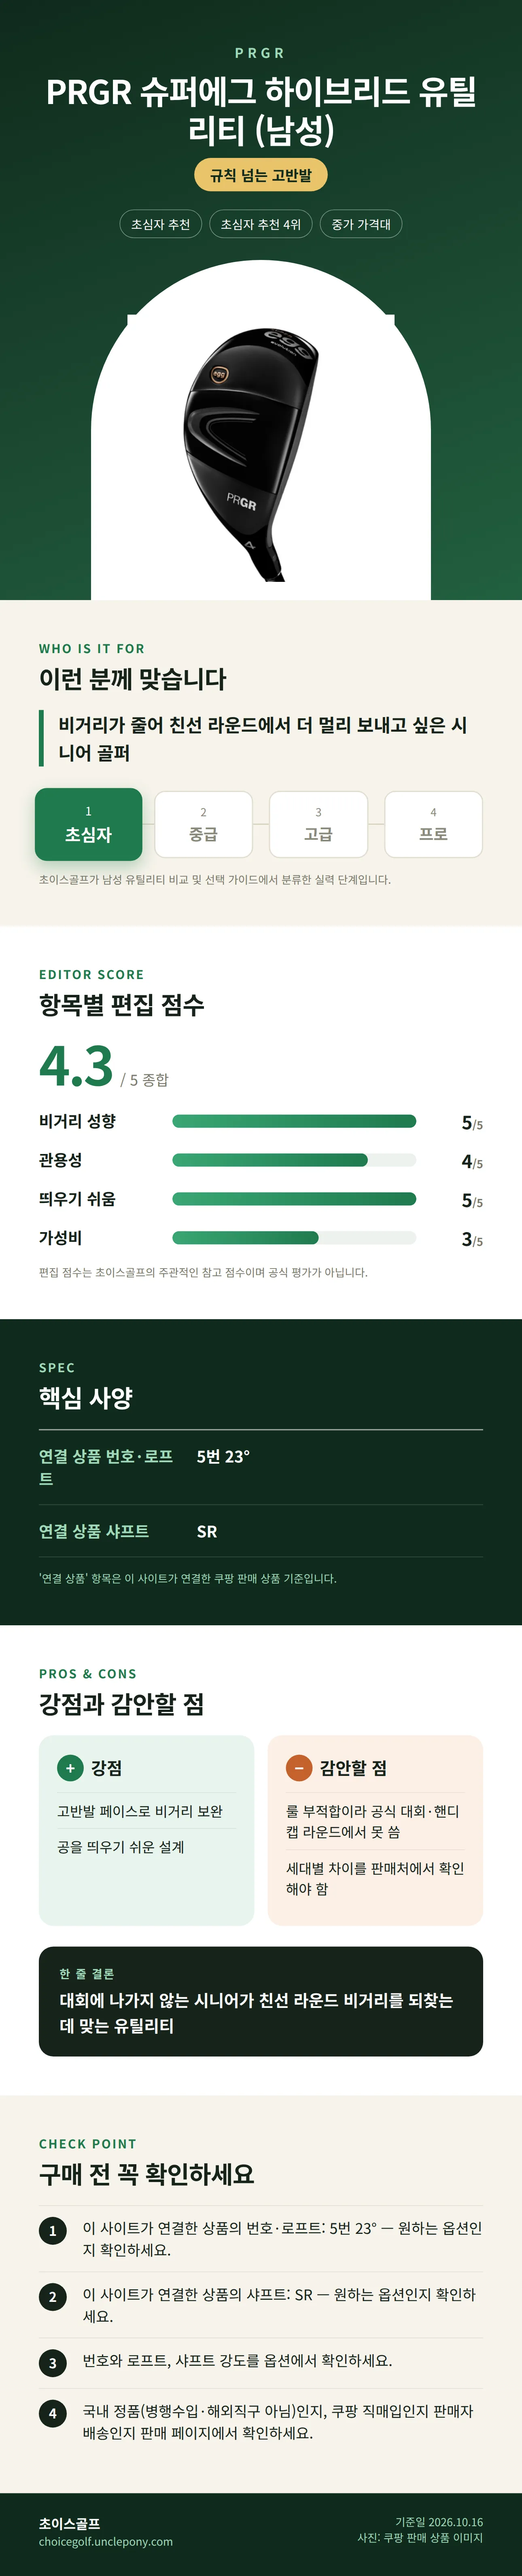 PRGR
PRGR 슈퍼에그 하이브리드 유틸
리티 (남성)
규칙 넘는 고반발
초심자 추천
초심자 추천 4위
중가 가격대
egg
egg
PRGR
WHO IS IT FOR
이런 분께 맞습니다
비거리가 줄어 친선 라운드에서 더 멀리 보내고 싶은 시
니어 골퍼
1
초심자
2
중급
3
고급
4
프로
초이스골프가 남성 유틸리티 비교 및 선택 가이드에서 분류한 실력 단계입니다.
EDITOR SCORE
항목별 편집 점수
4.3 / 5 종합
비거리 성향 5/5
관용성 4/5
띄우기 쉬움 5/5
가성비 3/5
편집 점수는 초이스골프의 주관적인 참고 점수이며 공식 평가가 아닙니다.
SPEC
핵심 사양
연결 상품 번호·로프
트
5번 23°
연결 상품 샤프트 SR
'연결 상품' 항목은 이 사이트가 연결한 쿠팡 판매 상품 기준입니다.
PROS & CONS
강점과 감안할 점
+ 강점
고반발 페이스로 비거리 보완
공을 띄우기 쉬운 설계
− 감안할 점
룰 부적합이라 공식 대회·핸디
캡 라운드에서 못 씀
세대별 차이를 판매처에서 확인
해야 함
한 줄 결론
대회에 나가지 않는 시니어가 친선 라운드 비거리를 되찾는
데 맞는 유틸리티
CHECK POINT
구매 전 꼭 확인하세요
1 이 사이트가 연결한 상품의 번호·로프트: 5번 23° — 원하는 옵션인
지 확인하세요.
2 이 사이트가 연결한 상품의 샤프트: SR — 원하는 옵션인지 확인하
세요.
3 번호와 로프트, 샤프트 강도를 옵션에서 확인하세요.
4 국내 정품(병행수입·해외직구 아님)인지, 쿠팡 직매입인지 판매자
배송인지 판매 페이지에서 확인하세요.
초이스골프
choicegolf.unclepony.com
기준일 2026.10.16
사진: 쿠팡 판매 상품 이미지